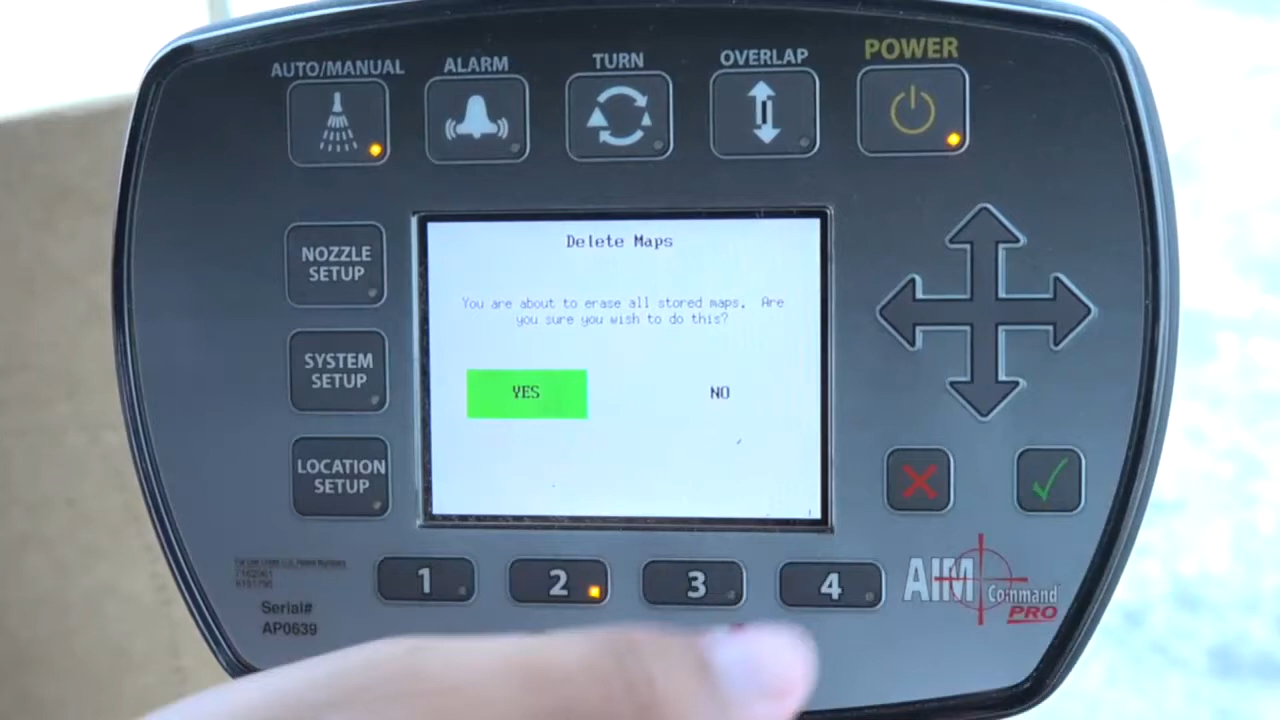 AUTO/MANUAL
ALARM
TURN
OVERLAP
POWER
NOZZLE
SETUP
SYSTEM
SETUP
LOCATION
SETUP
Delete Maps
You are about to erase all stored maps. Are
you sure you wish to do this?
YES
NO
1
2
3
4
Serial#
AP0639
AIM
Command
PRO